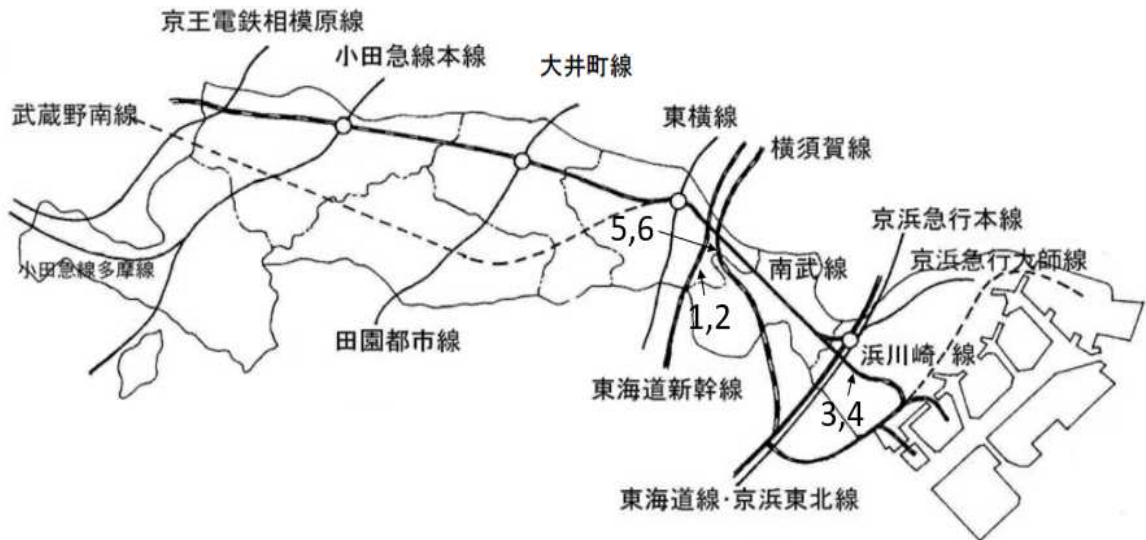 京王電鉄相模原線
小田急線本線
大井町線
武蔵野南線
東横線
横須賀線
5,6
京浜急行本線
南武線
京浜急行大師線
小田急線多摩線
1,2
田園都市線
東海道新幹線
浜川崎 線
3,4
東海道線・京浜東北線